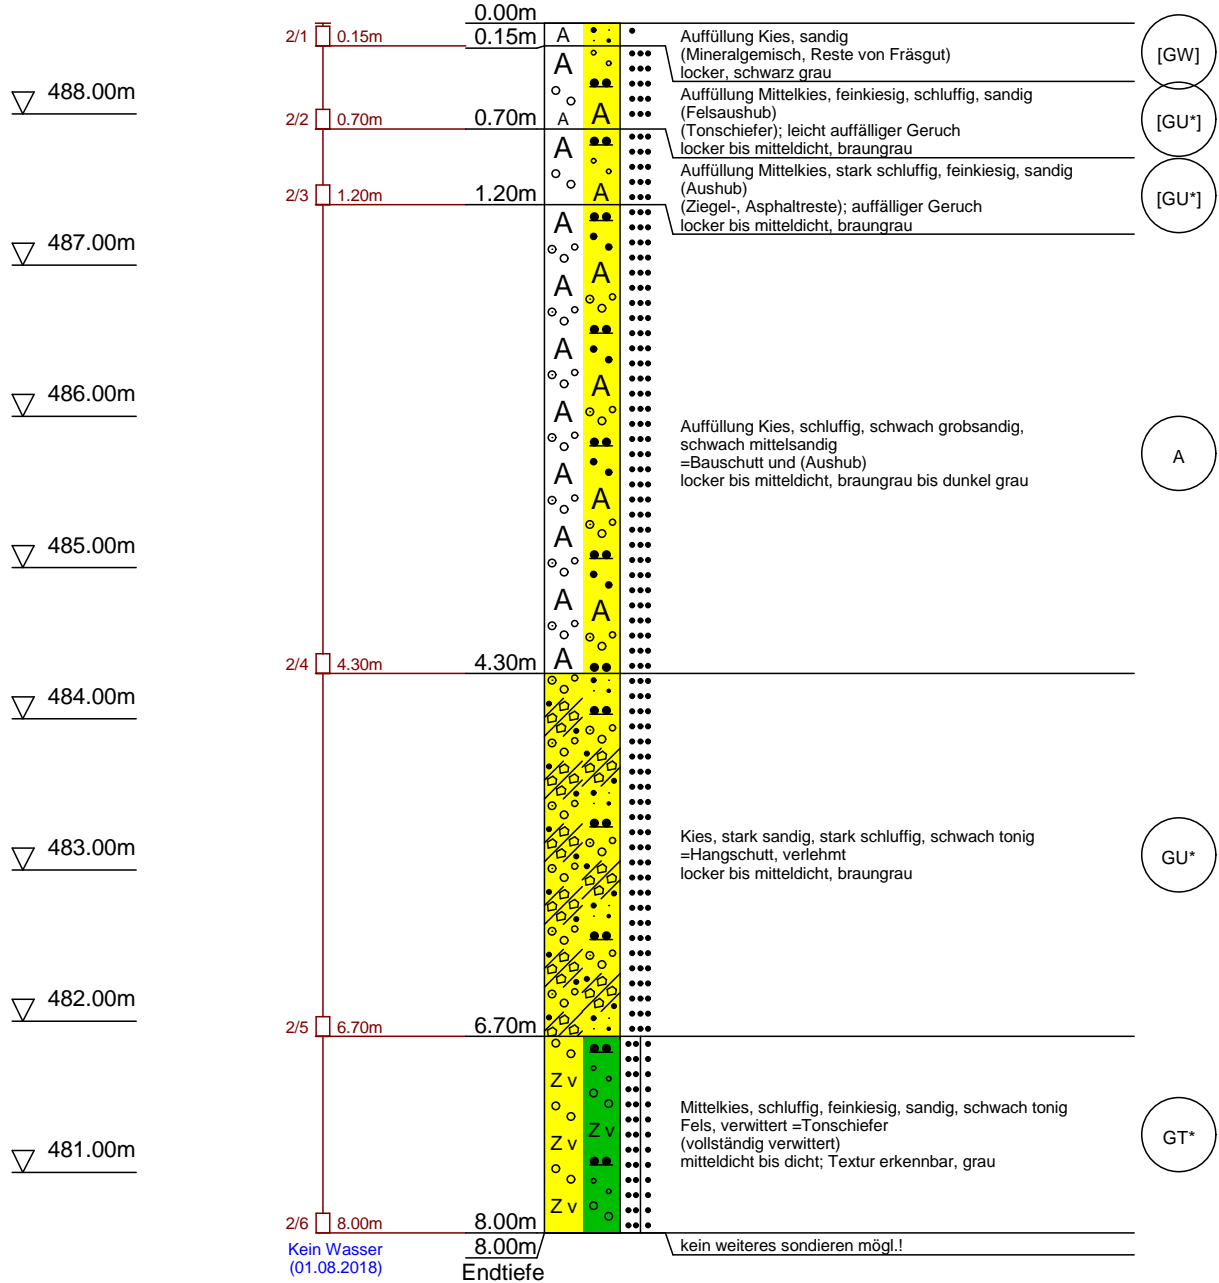 0.00m
2/1 0.15m 0.15m A
Auffüllung Kies, sandig
(Mineralgemisch, Reste von Fräsgut)
locker, schwarz grau
[GW]
488.00m
A
A A
2/2 0.70m 0.70m
Auffüllung Mittelkies, feinkiesig, schluffig, sandig
(Felsaushub)
(Tonschiefer); leicht auffälliger Geruch
locker bis mitteldicht, braungrau
[GU*]
A
A
2/3 1.20m 1.20m
Auffüllung Mittelkies, stark schluffig, feinkiesig, sandig
(Aushub)
(Ziegel-, Asphaltreste); auffälliger Geruch
locker bis mitteldicht, braungrau
[GU*]
487.00m
A
A
A
A
486.00m
A
A
Auffüllung Kies, schluffig, schwach grobsandig,
schwach mittelsandig
=Bauschutt und (Aushub)
locker bis mitteldicht, braungrau bis dunkel grau
A
A
A
485.00m
A
A
A
A
2/4 4.30m 4.30m
484.00m
483.00m
Kies, stark sandig, stark schluffig, schwach tonig
=Hangschutt, verlehmt
locker bis mitteldicht, braungrau
GU*
482.00m
2/5 6.70m 6.70m
Z v
Z v
481.00m
Z v
Z v
Mittelkies, schluffig, feinkiesig, sandig, schwach tonig
Fels, verwittert =Tonschiefer
(vollständig verwittert)
mitteldicht bis dicht; Textur erkennbar, grau
GT*
2/6 8.00m 8.00m
Kein Wasser
(01.08.2018)
8.00m
Endtiefe
kein weiteres sondieren mögl.!